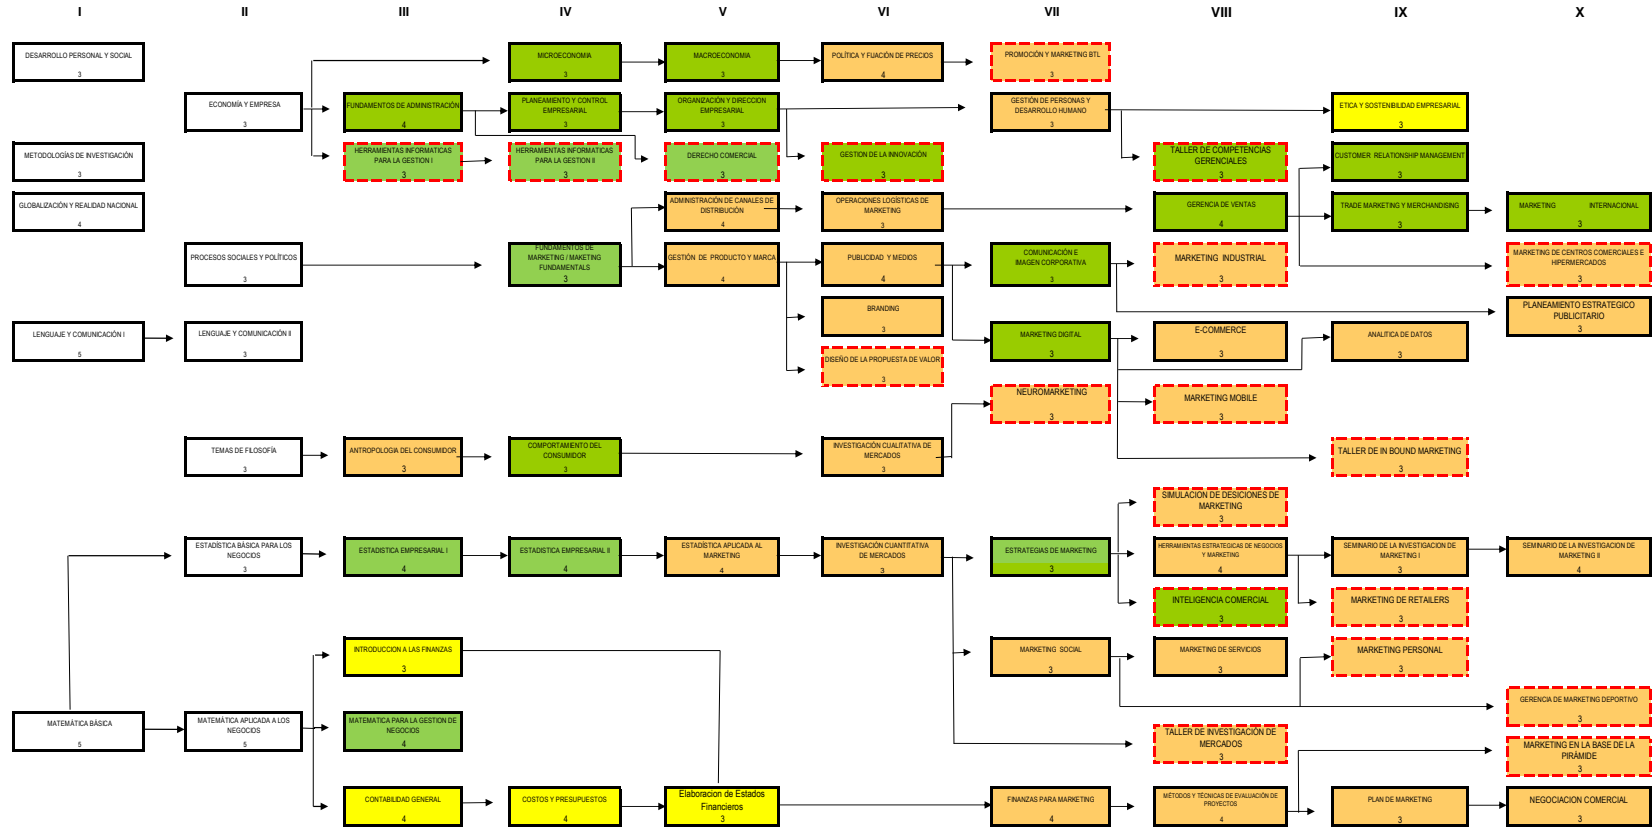 I II III IV V VI VII VIII IX X
DESARROLLO PERSONAL Y SOCIAL
3
MICROECONOMIA
3
MACROECONOMIA
3
POLÍTICA Y FIJACIÓN DE PRECIOS
4
PROMOCIÓN Y MARKETING BTL
3
ECONOMÍA Y EMPRESA
3
FUNDAMENTOS DE ADMINISTRACIÓN
4
PLANEAMIENTO Y CONTROL
EMPRESARIAL
3
ORGANIZACIÓN Y DIRECCION
EMPRESARIAL
3
GESTIÓN DE PERSONAS Y
DESARROLLO HUMANO
3
ETICA Y SOSTENIBILIDAD EMPRESARIAL
3
METODOLOGÍAS DE INVESTIGACIÓN
3
HERRAMIENTAS INFORMATICAS
PARA LA GESTION I
3
HERRAMIENTAS INFORMATICAS
PARA LA GESTION II
3
DERECHO COMERCIAL
3
GESTION DE LA INNOVACIÓN
3
TALLER DE COMPETENCIAS
GERENCIALES
3
CUSTOMER RELATIONSHIP MANAGEMENT
3
GLOBALIZACIÓN Y REALIDAD NACIONAL
4
ADMINISTRACIÓN DE CANALES DE
DISTRIBUCIÓN
4
OPERACIONES LOGÍSTICAS DE
MARKETING
3
GERENCIA DE VENTAS
4
TRADE MARKETING Y MERCHANDISING
3
MARKETING INTERNACIONAL
3
PROCESOS SOCIALES Y POLÍTICOS
3
FUNDAMENTOS DE
MARKETING / MAKETING
FUNDAMENTALS
3
GESTIÓN DE PRODUCTO Y MARCA
4
PUBLICIDAD Y MEDIOS
4
COMUNICACIÓN E
IMAGEN CORPORATIVA
3
MARKETING INDUSTRIAL
3
MARKETING DE CENTROS COMERCIALES E
HIPERMERCADOS
3
BRANDING
3
PLANEAMIENTO ESTRATEGICO
PUBLICITARIO
3
LENGUAJE Y COMUNICACIÓN I
5
LENGUAJE Y COMUNICACIÓN II
3
MARKETING DIGITAL
3
E-COMMERCE
3
ANALITICA DE DATOS
3
DISEÑO DE LA PROPUESTA DE VALOR
3
NEUROMARKETING
3
MARKETING MOBILE
3
TEMAS DE FILOSOFÍA
3
ANTROPOLOGIA DEL CONSUMIDOR
3
COMPORTAMIENTO DEL
CONSUMIDOR
3
INVESTIGACIÓN CUALITATIVA DE
MERCADOS
3
TALLER DE IN BOUND MARKETING
3
SIMULACION DE DESICIONES DE
MARKETING
3
ESTADÍSTICA BÁSICA PARA LOS
NEGOCIOS
3
ESTADISTICA EMPRESARIAL I
4
ESTADISTICA EMPRESARIAL II
4
ESTADÍSTICA APLICADA AL
MARKETING
4
INVESTIGACIÓN CUANTITATIVA
DE MERCADOS
3
ESTRATEGIAS DE MARKETING
3
HERRAMIENTAS ESTRATEGICAS DE NEGOCIOS
Y MARKETING
4
SEMINARIO DE LA INVESTIGACION DE
MARKETING I
3
SEMINARIO DE LA INVESTIGACION DE
MARKETING II
4
INTELIGENCIA COMERCIAL
3
MARKETING DE RETAILERS
3
INTRODUCCION A LAS FINANZAS
3
MARKETING SOCIAL
3
MARKETING DE SERVICIOS
3
MARKETING PERSONAL
3
GERENCIA DE MARKETING DEPORTIVO
3
MATEMÁTICA BÁSICA
5
MATEMÁTICA APLICADA A LOS
NEGOCIOS
5
MATEMATICA PARA LA GESTION DE
NEGOCIOS
4
TALLER DE INVESTIGACIÓN DE
MERCADOS
3
MARKETING EN LA BASE DE LA
PIRÁMIDE
3
CONTABILIDAD GENERAL
4
COSTOS Y PRESUPUESTOS
4
Elaboracion de Estados
Financieros
3
FINANZAS PARA MARKETING
4
MÉTODOS Y TÉCNICAS DE EVALUACIÓN DE
PROYECTOS
4
PLAN DE MARKETING
3
NEGOCIACION COMERCIAL
3